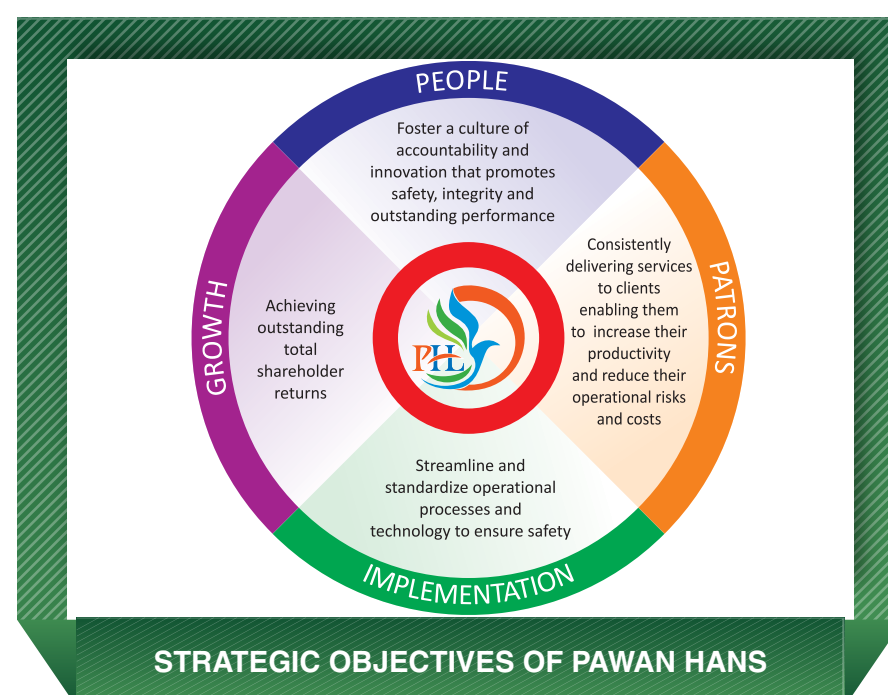 PEOPLE
Foster a culture of
accountability and
innovation that promotes
safety, integrity and
outstanding performance
PATRONS
Consistently
delivering services
to clients
enabling them
to increase their
productivity
and reduce their
operational risks
and costs
GROWTH
Achieving
outstanding
total
shareholder
returns
PHL
Streamline and
standardize operational
processes and
technology to ensure safety
IMPLEMENTATION
STRATEGIC OBJECTIVES OF PAWAN HANS